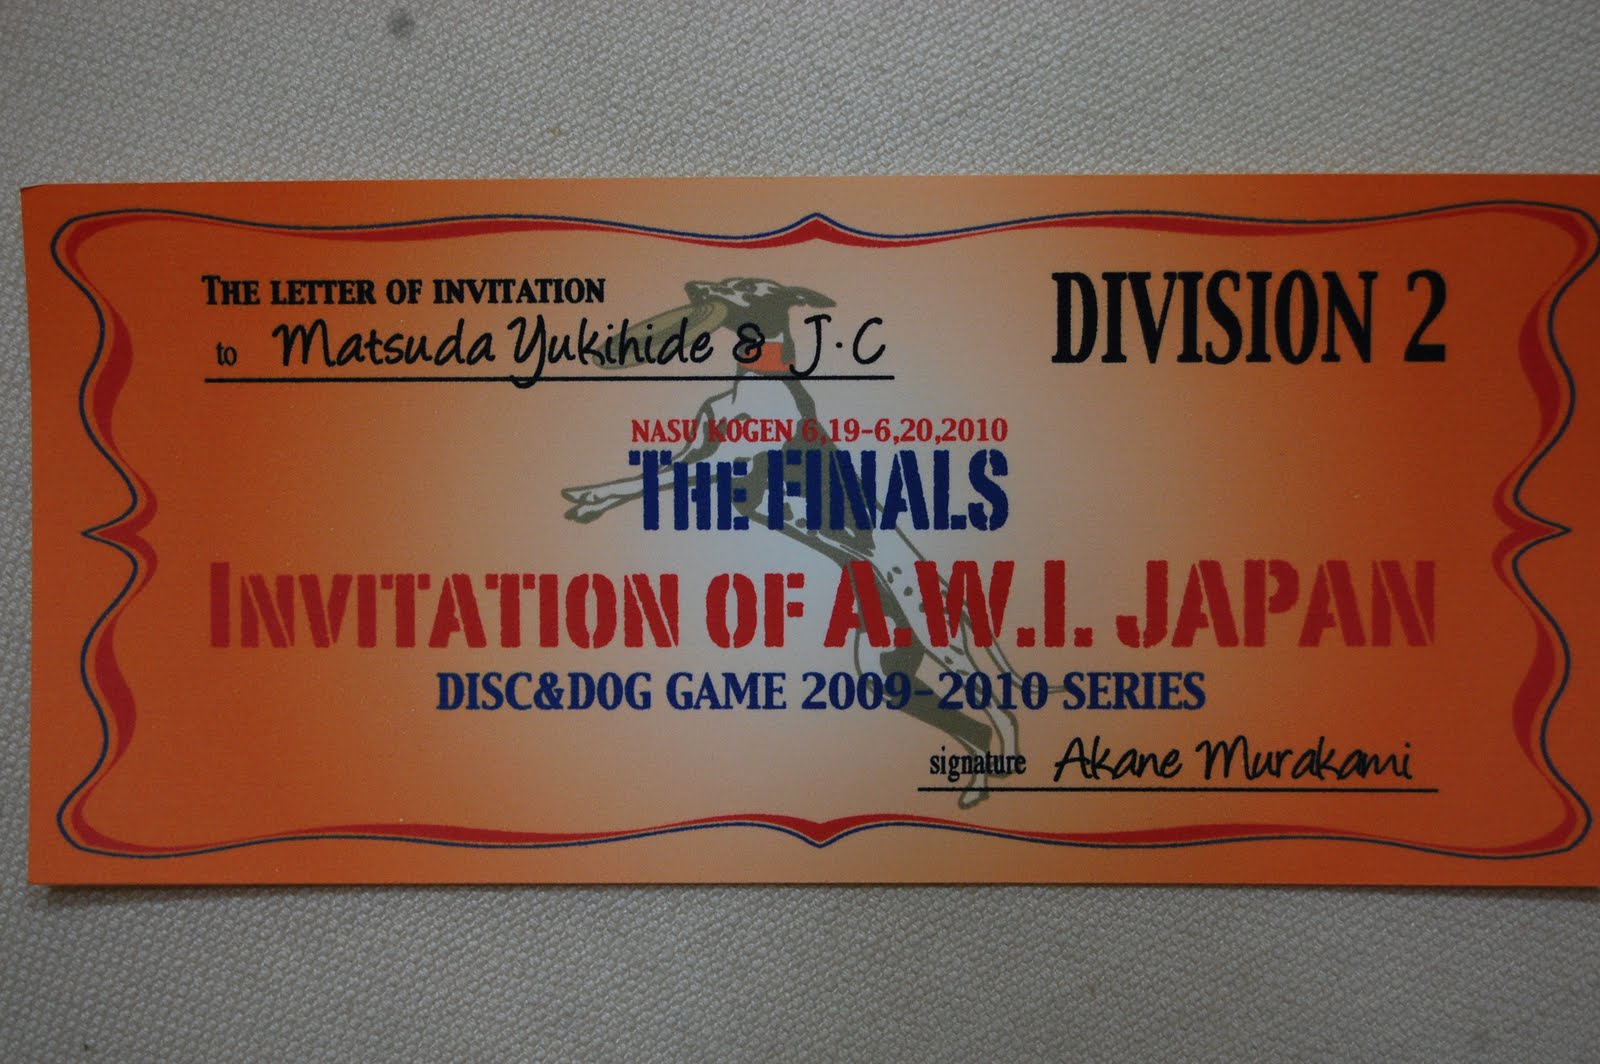 THE LETTER OF INVITATION
to Matsuda Yukihide & J.C
DIVISION 2
NASU KOGEN 6,19-6,20,2010
THE FINALS
INVITATION OF A.W.I. JAPAN
DISC&DOG GAME 2009-2010 SERIES
signature Akane Murakami